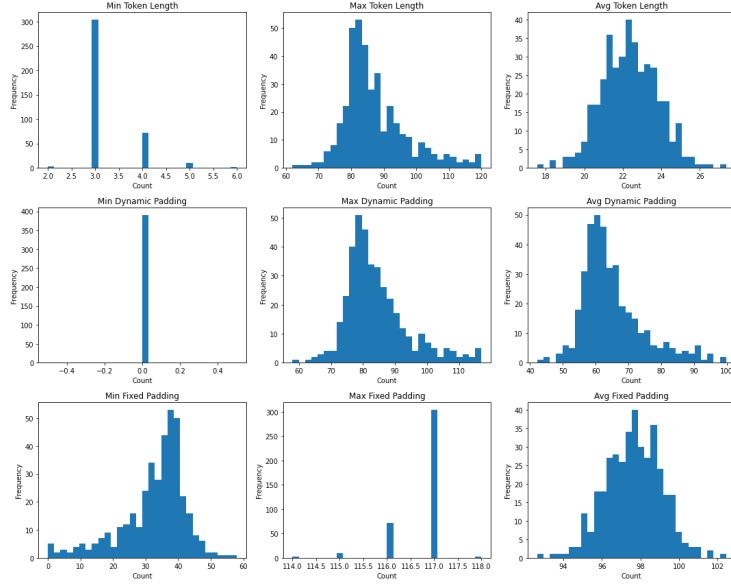 Min Token Length
Max Token Length
Avg Token Length
Frequency
300
250
200
150
100
50
0
2.0 2.5 3.0 3.5 4.0 4.5 5.0 5.5 6.0
Count
Frequency
50
40
30
20
10
0
60 70 80 90 100 110 120
Count
Frequency
40
35
30
25
20
15
10
5
0
18 20 22 24 26
Count
Min Dynamic Padding
Max Dynamic Padding
Avg Dynamic Padding
Frequency
400
350
300
250
200
150
100
50
0
−0.4 −0.2 0.0 0.2 0.4
Count
Frequency
50
40
30
20
10
0
60 70 80 90 100 110
Count
Frequency
50
40
30
20
10
0
40 50 60 70 80 90 100
Count
Min Fixed Padding
Max Fixed Padding
Avg Fixed Padding
Frequency
50
40
30
20
10
0
0 10 20 30 40 50 60
Count
Frequency
300
250
200
150
100
50
0
114.0 114.5 115.0 115.5 116.0 116.5 117.0 117.5 118.0
Count
Frequency
40
35
30
25
20
15
10
5
0
94 96 98 100 102
Count